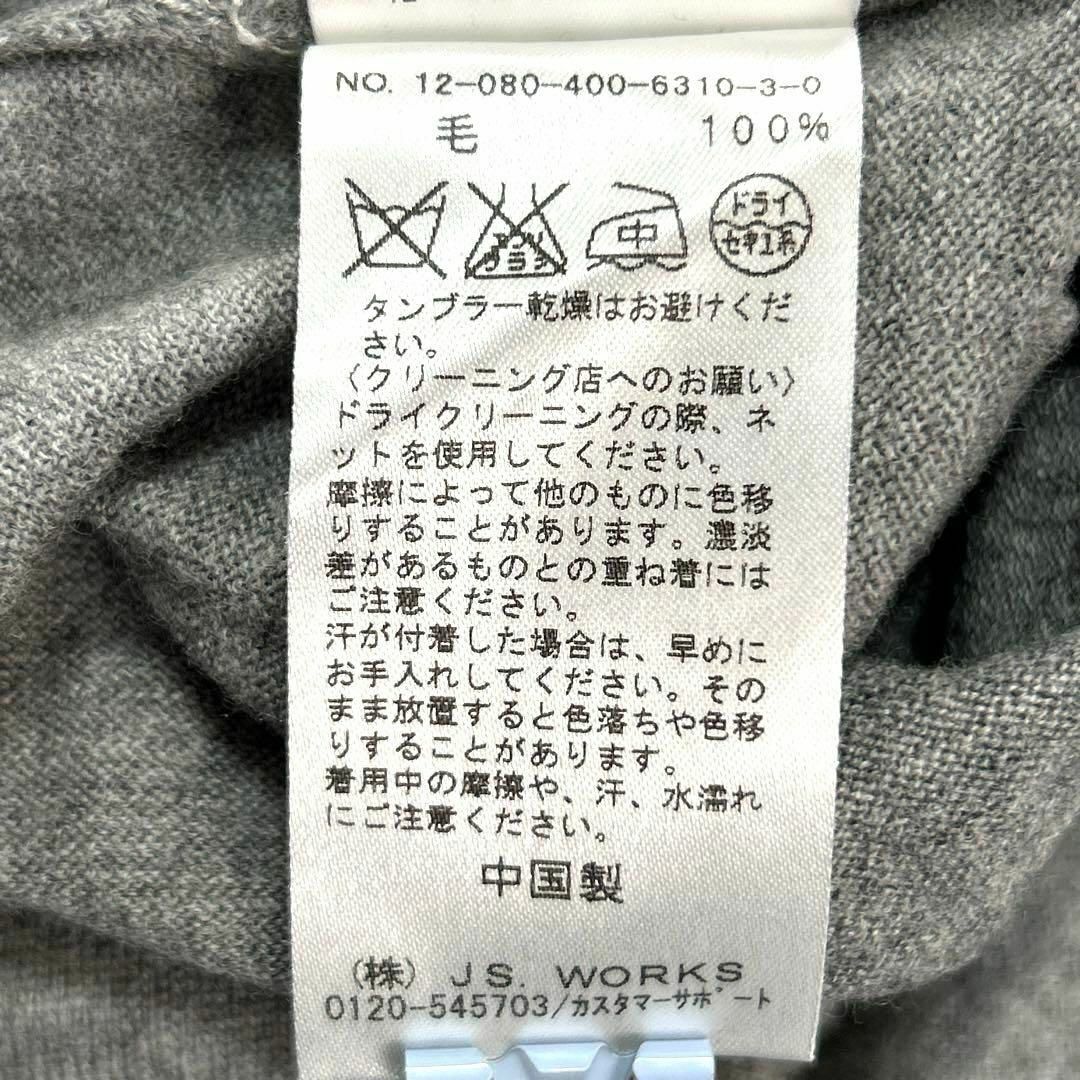 NO. 12-080-400-6310-3-0
毛 100%
エンソ
サラシ
中
ドライ
セキユ系
タンブラー乾燥はお避けくだ
さい。
〈クリーニング店へのお願い〉
ドライクリーニングの際、ネ
ットを使用してください。
摩擦によって他のものに色移
りすることがあります。濃淡
差があるものとの重ね着には
ご注意ください。
汗が付着した場合は、早めに
お手入れしてください。その
まま放置すると色落ちや色移
りすることがあります。
着用中の摩擦や、汗、水濡れ
にご注意ください。
中国製
(株) J.S. WORKS
0120-545703/カスタマーサポート